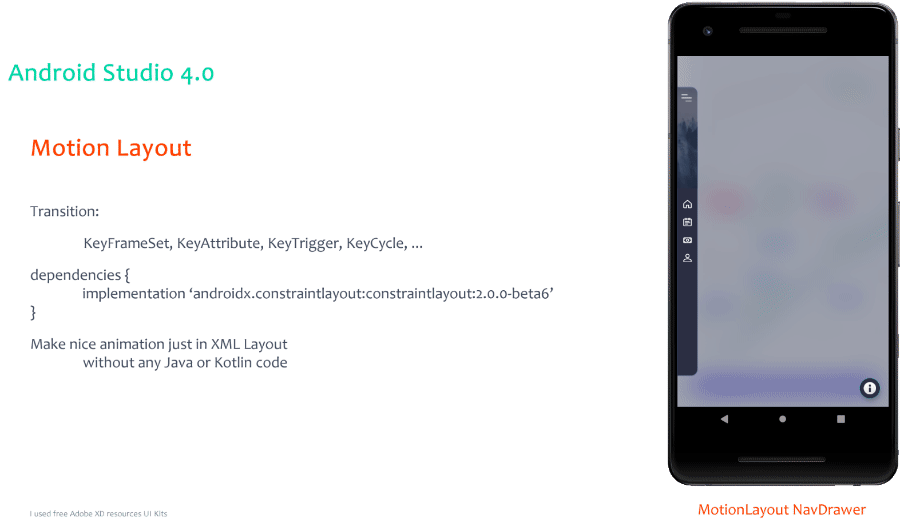 Android Studio 4.0
Motion Layout
Transition:
KeyFrameSet, KeyAttribute, KeyTrigger, KeyCycle, ...
dependencies {
implementation ‘androidx.constraintlayout:constraintlayout:2.0.0-beta6’
}
Make nice animation just in XML Layout
without any Java or Kotlin code
I used free Adobe XD resources UI Kits
MotionLayout NavDrawer